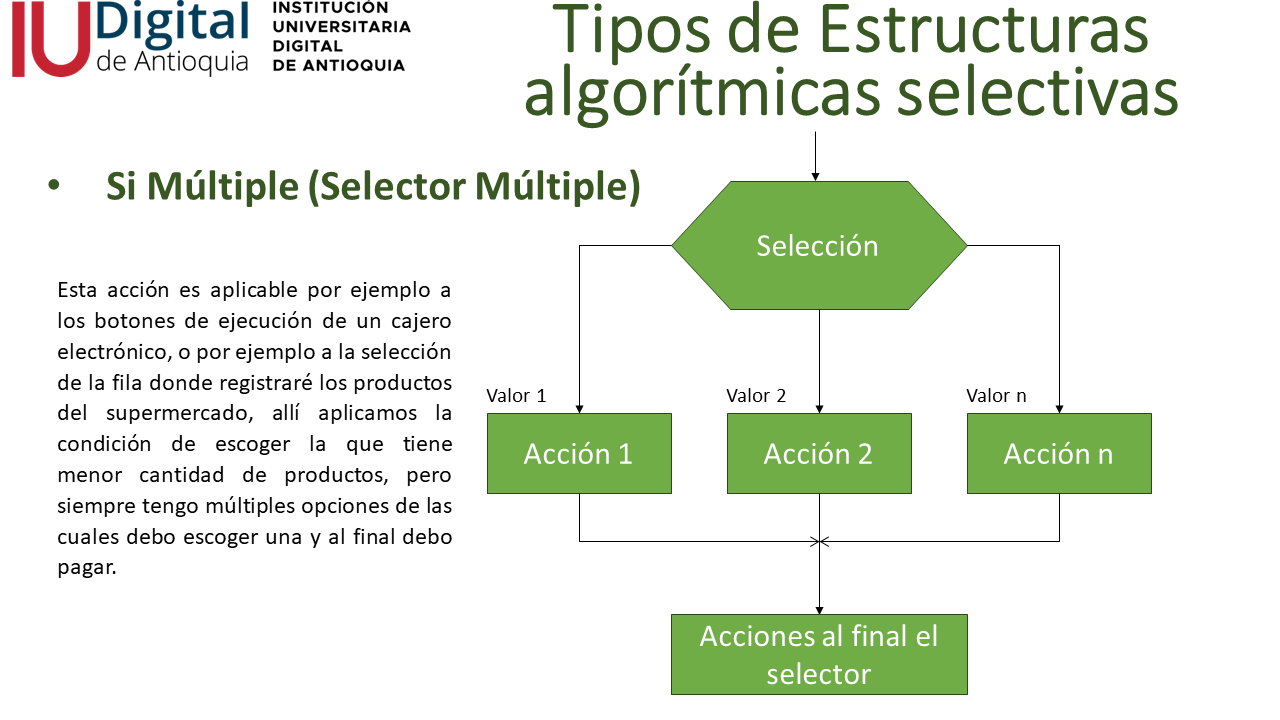 IUDigital
de Antioquia
INSTITUCIÓN
UNIVERSITARIA
DIGITAL
DE ANTIOQUIA
Tipos de Estructuras
algorítmicas selectivas
• Si Múltiple (Selector Múltiple)
Esta acción es aplicable por ejemplo a
los botones de ejecución de un cajero
electrónico, o por ejemplo a la selección
de la fila donde registraré los productos
del supermercado, allí aplicamos la
condición de escoger la que tiene
menor cantidad de productos, pero
siempre tengo múltiples opciones de las
cuales debo escoger una y al final debo
pagar.
Selección
Valor 1
Valor 2
Valor n
Acción 1
Acción 2
Acción n
Acciones al final el
selector